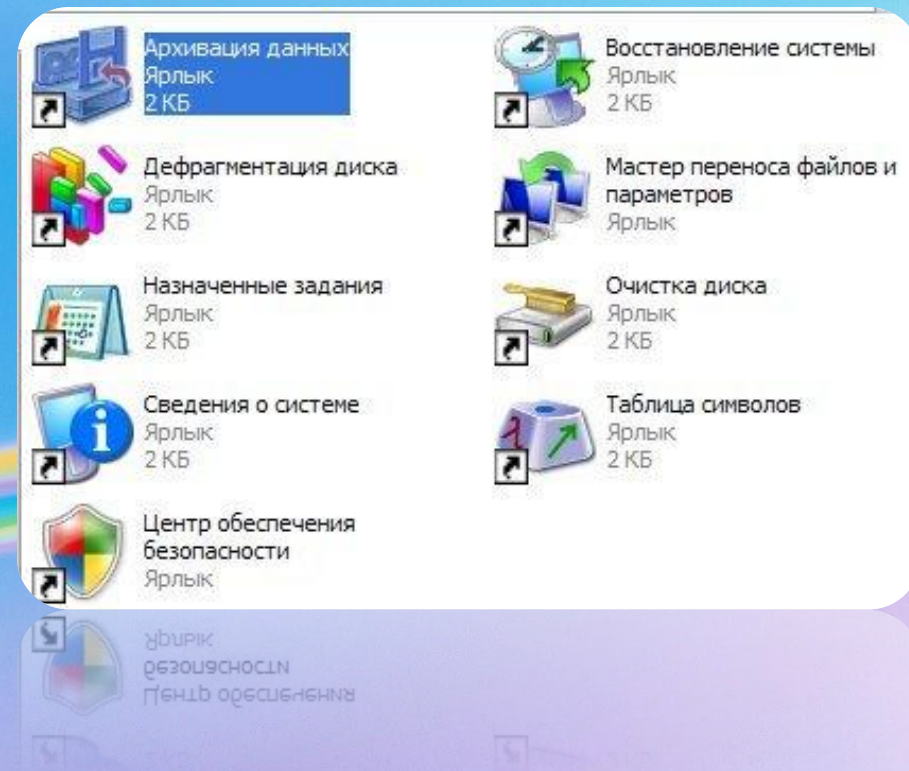 Архивация данных
Ярлык
2 КБ
Восстановление системы
Ярлык
2 КБ
Дефрагментация диска
Ярлык
2 КБ
Мастер переноса файлов и
параметров
Ярлык
Назначенные задания
Ярлык
2 КБ
Очистка диска
Ярлык
2 КБ
Сведения о системе
Ярлык
2 КБ
Таблица символов
Ярлык
2 КБ
Центр обеспечения
безопасности
Ярлык